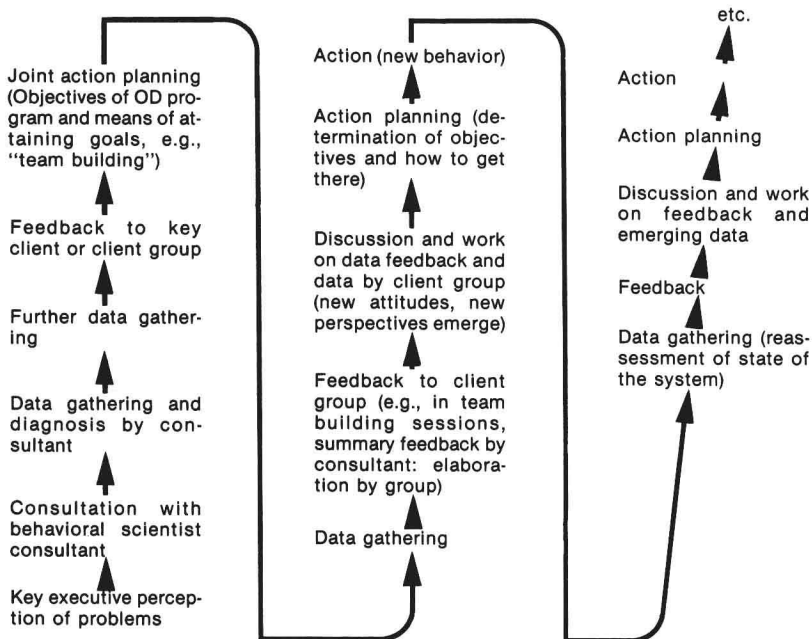 Joint action planning
(Objectives of OD pro-
gram and means of at-
taining goals, e.g.,
"team building")
Feedback to key
client or client group
Further data gather-
ing
Data gathering and
diagnosis by con-
sultant
Consultation with
behavioral scientist
consultant
Key executive percep-
tion of problems
Action (new behavior)
Action planning (de-
termination of objec-
tives and how to get
there)
Discussion and work
on data feedback and
data by client group
(new attitudes, new
perspectives emerge)
Feedback to client
group (e.g., in team
building sessions,
summary feedback by
consultant: elabora-
tion by group)
Data gathering
etc.
Action
Action planning
Discussion and work
on feedback and
emerging data
Feedback
Data gathering (reas-
sessment of state of
the system)